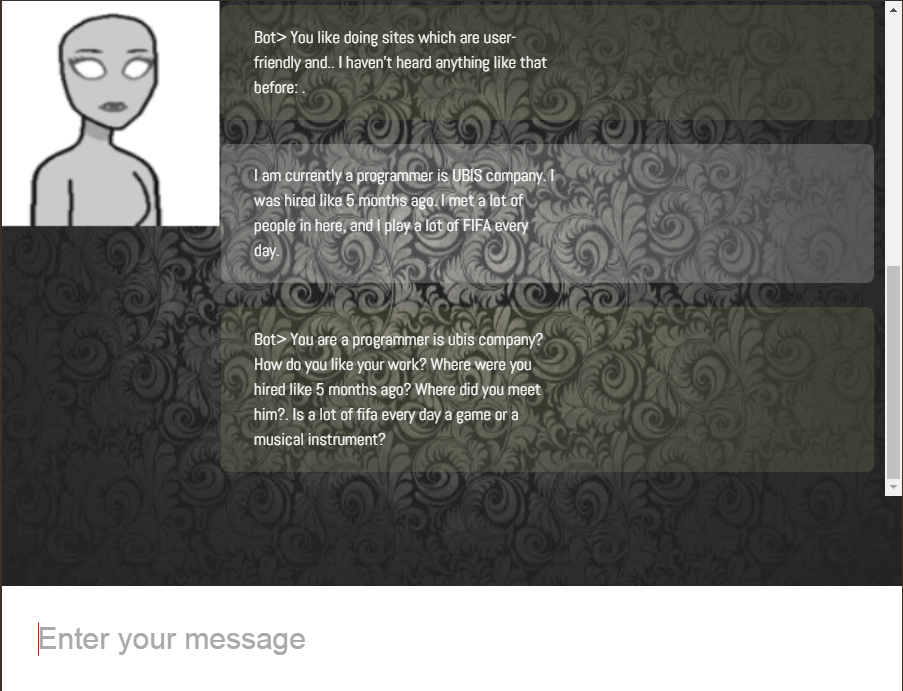 Bot> You like doing sites which are user-
friendly and.. I haven't heard anything like that
before: .
I am currently a programmer is UBIS company. I
was hired like 5 months ago. I met a lot of
people in here, and I play a lot of FIFA every
day.
Bot> You are a programmer is ubis company?
How do you like your work? Where were you
hired like 5 months ago? Where did you meet
him?. Is a lot of fifa every day a game or a
musical instrument?
Enter your message